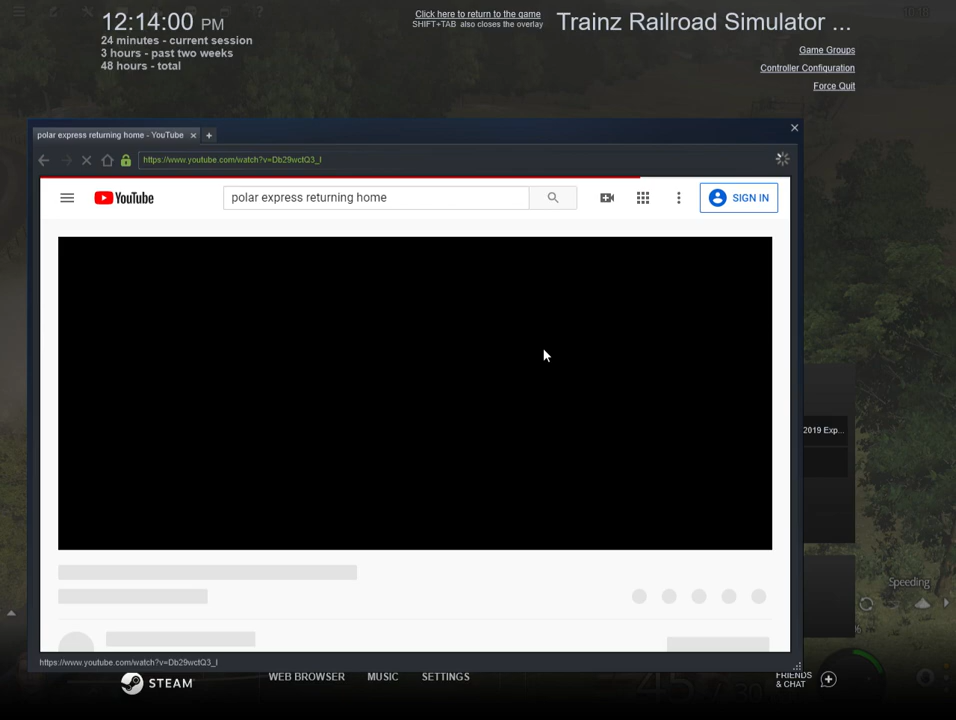 12:14:00 PM
24 minutes - current session
3 hours - past two weeks
48 hours - total
Click here to return to the game
SHIFT+TAB also closes the overlay
Trainz Railroad Simulator ...
Game Groups
Controller Configuration
Force Quit
polar express returning home - YouTube
https://www.youtube.com/watch?v=Db29wctQ3_I
YouTube
polar express returning home
SIGN IN
2019 Exp...
Speeding
%
https://www.youtube.com/watch?v=Db29wctQ3_I
STEAM
WEB BROWSER
MUSIC
SETTINGS
45 / 30
FRIENDS
& CHAT